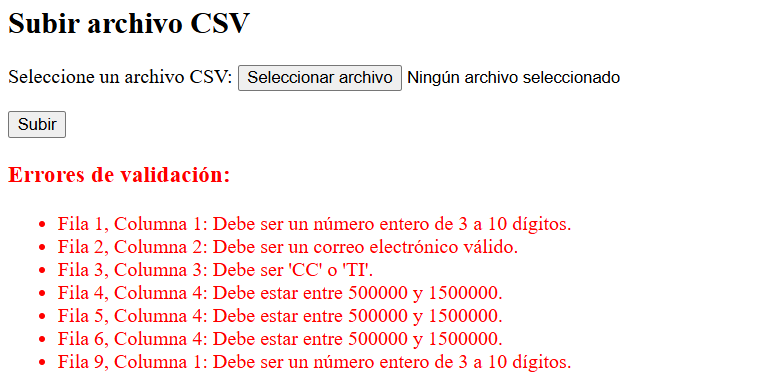 Subir archivo CSV
Seleccione un archivo CSV: Seleccionar archivo Ningún archivo seleccionado
Subir
Errores de validación:
• Fila 1, Columna 1: Debe ser un número entero de 3 a 10 dígitos.
• Fila 2, Columna 2: Debe ser un correo electrónico válido.
• Fila 3, Columna 3: Debe ser 'CC' o 'TI'.
• Fila 4, Columna 4: Debe estar entre 500000 y 1500000.
• Fila 5, Columna 4: Debe estar entre 500000 y 1500000.
• Fila 6, Columna 4: Debe estar entre 500000 y 1500000.
• Fila 9, Columna 1: Debe ser un número entero de 3 a 10 dígitos.